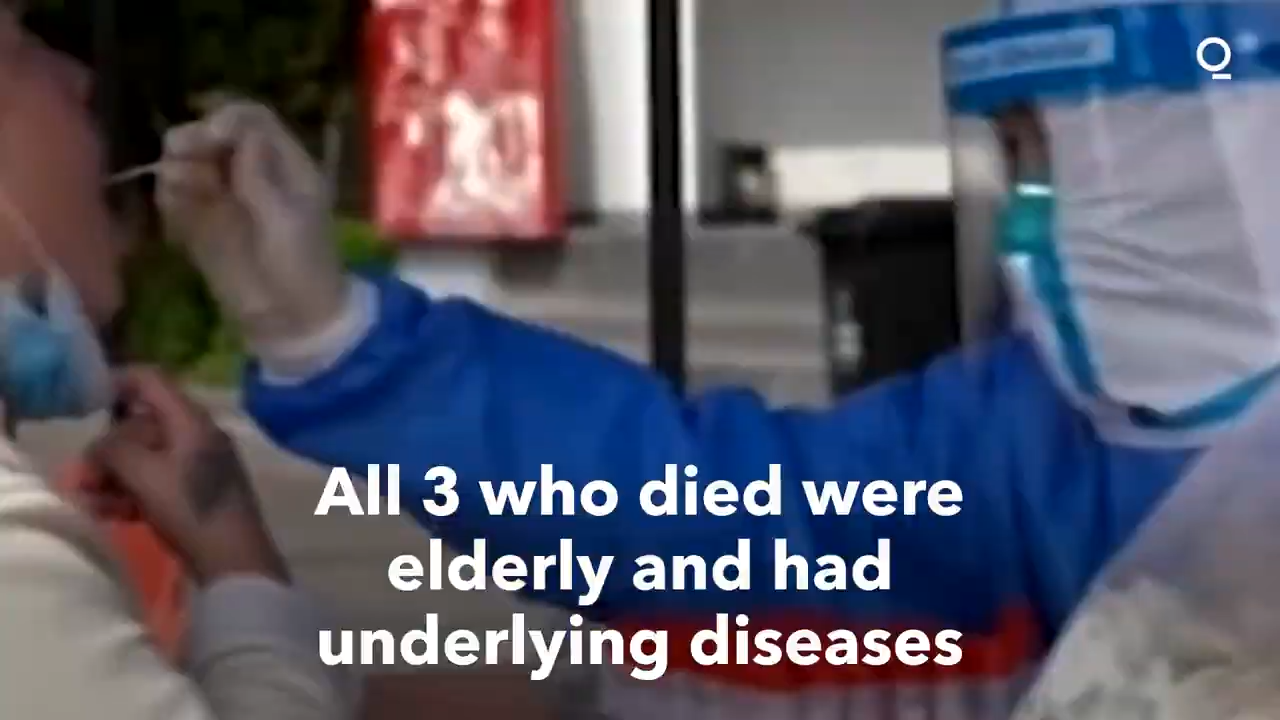 All 3 who died were
elderly and had
underlying diseases